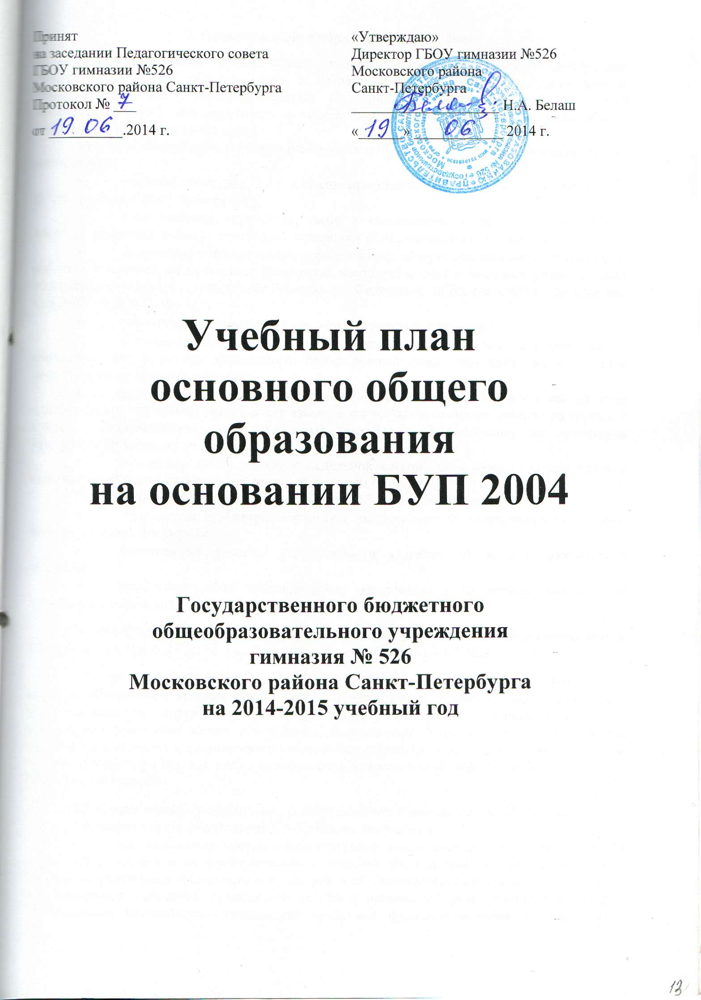 Принят
на заседании Педагогического совета
ГБОУ гимназии №526
Московского района Санкт-Петербурга
Протокол № 7
от 19.06.2014 г.
«Утверждаю»
Директор ГБОУ гимназии №526
Московского района
Санкт-Петербурга
Н.А. Белаш
«19» 06 2014 г.
Учебный план
основного общего
образования
на основании БУП 2004
Государственного бюджетного
общеобразовательного учреждения
гимназия № 526
Московского района Санкт-Петербурга
на 2014-2015 учебный год
13